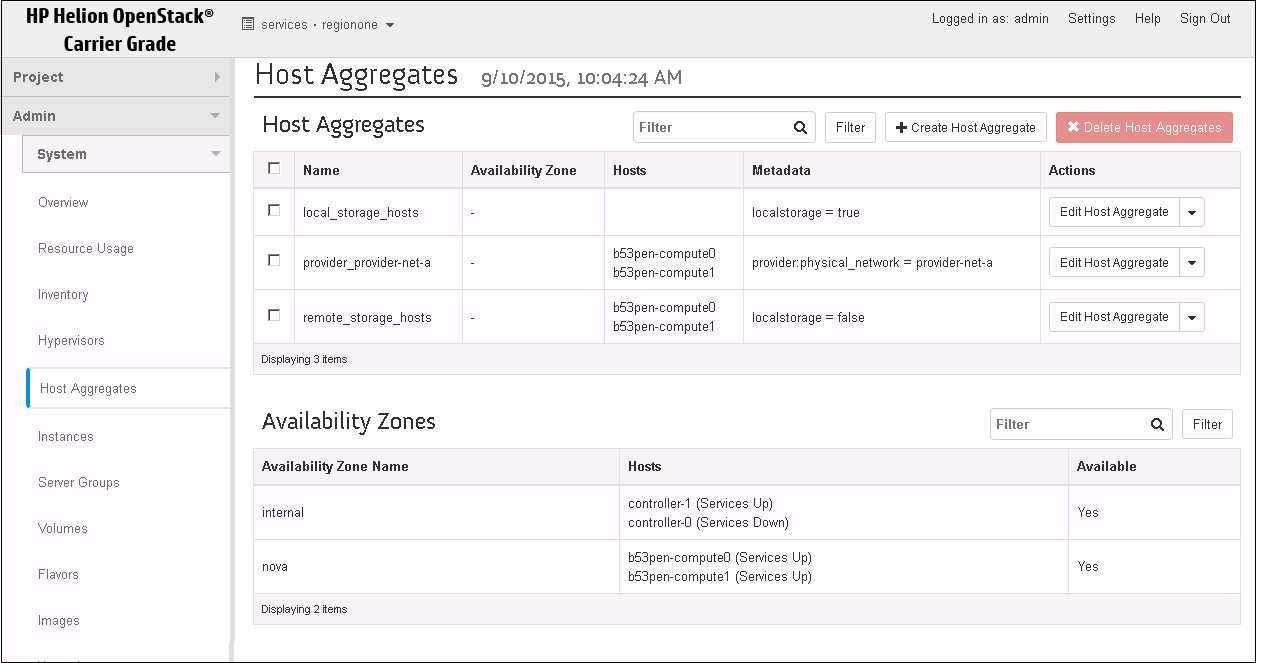 HP Helion OpenStack®
Carrier Grade
services · regionone
Logged in as: admin Settings Help Sign Out
Project
Admin
System
Overview
Resource Usage
Inventory
Hypervisors
Host Aggregates
Instances
Server Groups
Volumes
Flavors
Images
Host Aggregates 9/10/2015, 10:04:24 AM
Host Aggregates
Filter Filter Create Host Aggregate Delete Host Aggregates
Name Availability Zone Hosts Metadata Actions
local_storage_hosts - localstorage = true Edit Host Aggregate
provider_provider-net-a - b53pen-compute0 provider:physical_network = provider-net-a Edit Host Aggregate
b53pen-compute1
remote_storage_hosts - b53pen-compute0 localstorage = false Edit Host Aggregate
b53pen-compute1
Displaying 3 items
Availability Zones
Filter Filter
Availability Zone Name Hosts Available
internal controller-1 (Services Up) Yes
controller-0 (Services Down)
nova b53pen-compute0 (Services Up) Yes
b53pen-compute1 (Services Up)
Displaying 2 items